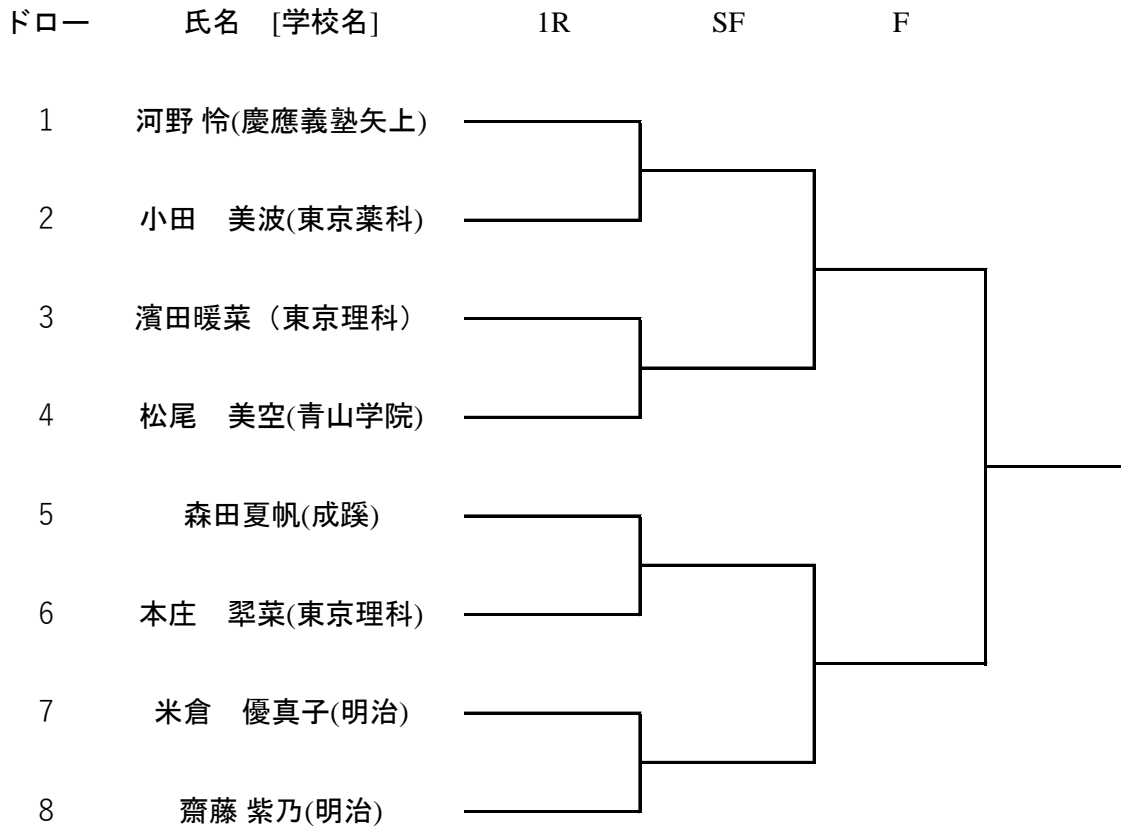 ドロー 氏名 [学校名] 1R SF F
1 河野 怜(慶應義塾矢上)
2 小田 美波(東京薬科)
3 濱田暖菜（東京理科）
4 松尾 美空(青山学院)
5 森田夏帆(成蹊)
6 本庄 翠菜(東京理科)
7 米倉 優真子(明治)
8 齋藤 紫乃(明治)